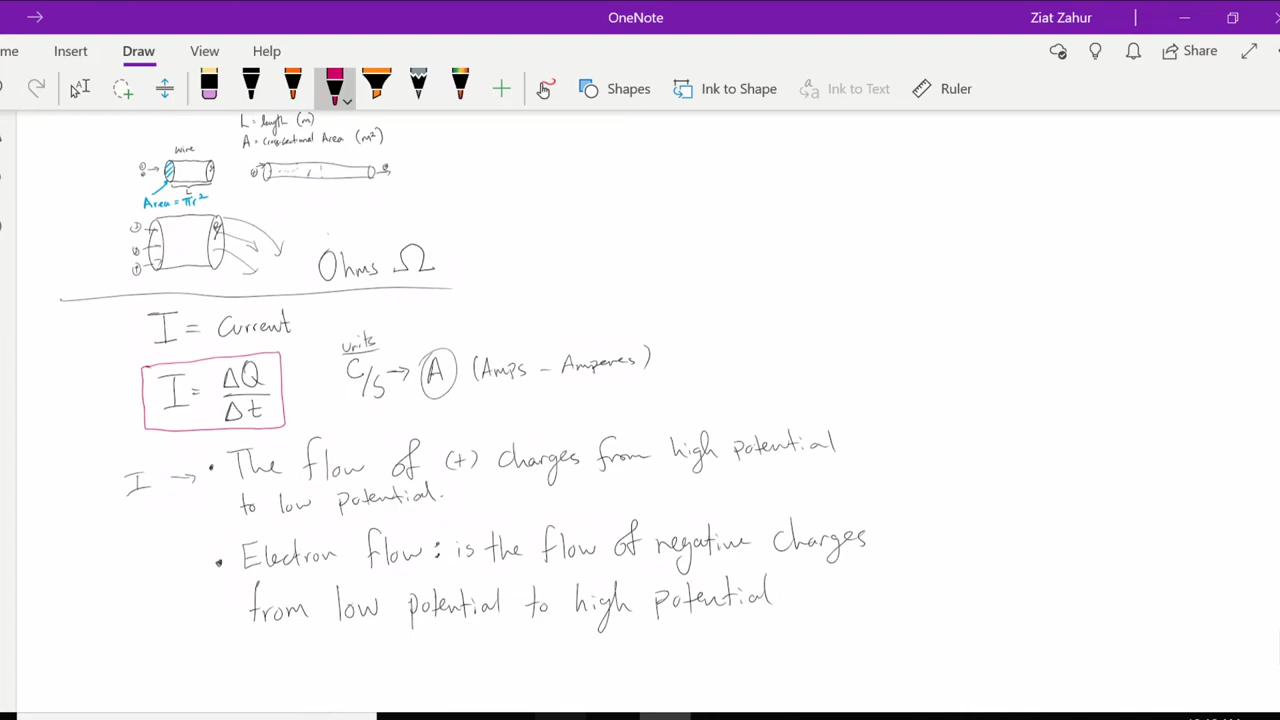 OneNote
Ziat Zahur
me Insert Draw View Help
Share
Shapes Ink to Shape Ink to Text Ruler
L = length (m)
A = cross-sectional Area (m²)
Wire
L
Area = πr²
Ohms Ω
I = Current
I = ΔQ/Δt
units
C/S → A (Amps - Amperes)
I → • The flow of (+) charges from high potential
to low potential.
• Electron flow: is the flow of negative charges
from low potential to high potential